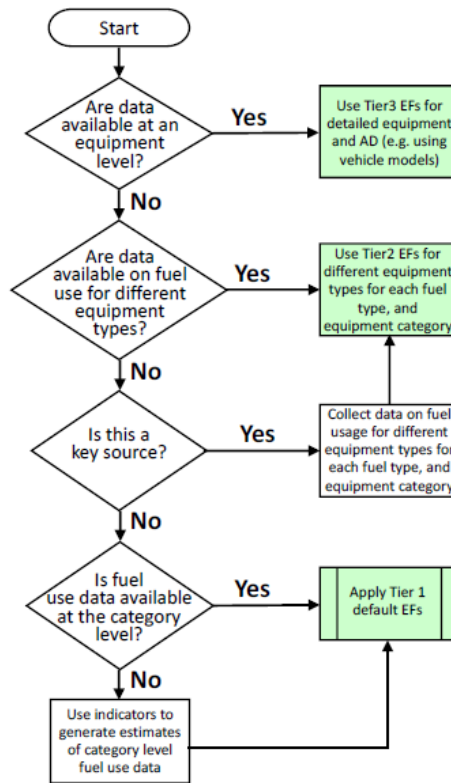 Start
Are data
available at an
equipment
level?
Yes
Use Tier3 EFs for
detailed equipment
and AD (e.g. using
vehicle models)
No
Are data
available on fuel
use for different
equipment
types?
Yes
Use Tier2 EFs for
different equipment
types for each fuel
type, and
equipment category
No
Is this a
key source?
Yes
Collect data on fuel
usage for different
equipment types for
each fuel type, and
equipment category
No
Is fuel
use data available
at the category
level?
Yes
Apply Tier 1
default EFs
No
Use indicators to
generate estimates
of category level
fuel use data